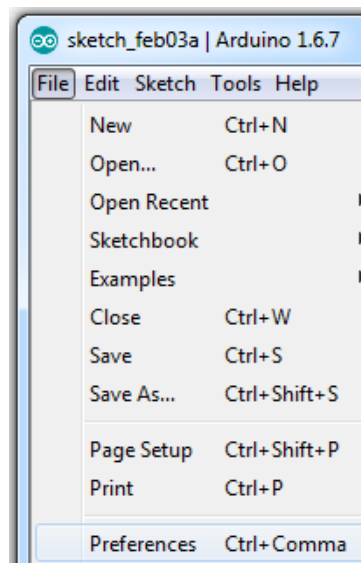 sketch_feb03a | Arduino 1.6.7
File Edit Sketch Tools Help
New Ctrl+N
Open... Ctrl+O
Open Recent
Sketchbook
Examples
Close Ctrl+W
Save Ctrl+S
Save As... Ctrl+Shift+S
Page Setup Ctrl+Shift+P
Print Ctrl+P
Preferences Ctrl+Comma